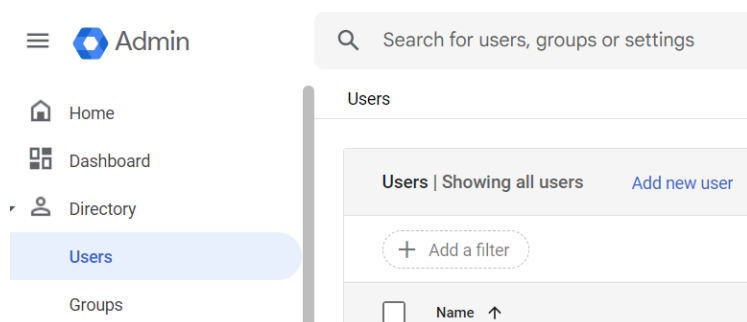 Admin
Search for users, groups or settings
Home
Dashboard
Directory
Users
Groups
Users
Users | Showing all users
Add new user
Add a filter
Name